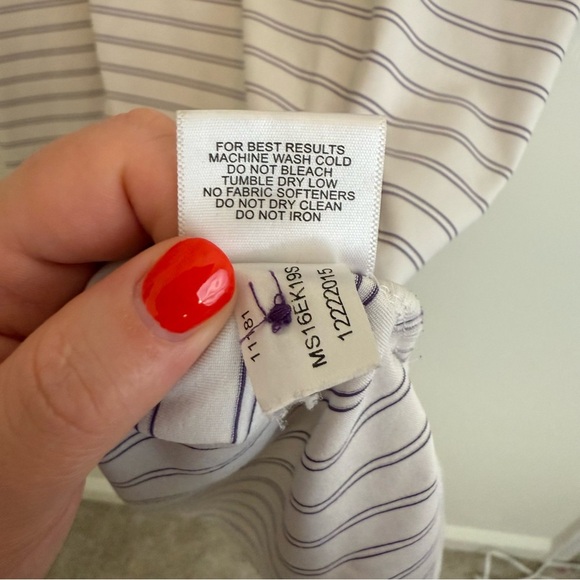 FOR BEST RESULTS
MACHINE WASH COLD
DO NOT BLEACH
TUMBLE DRY LOW
NO FABRIC SOFTENERS
DO NOT DRY CLEAN
DO NOT IRON
11181
MS16EK19S
12222015